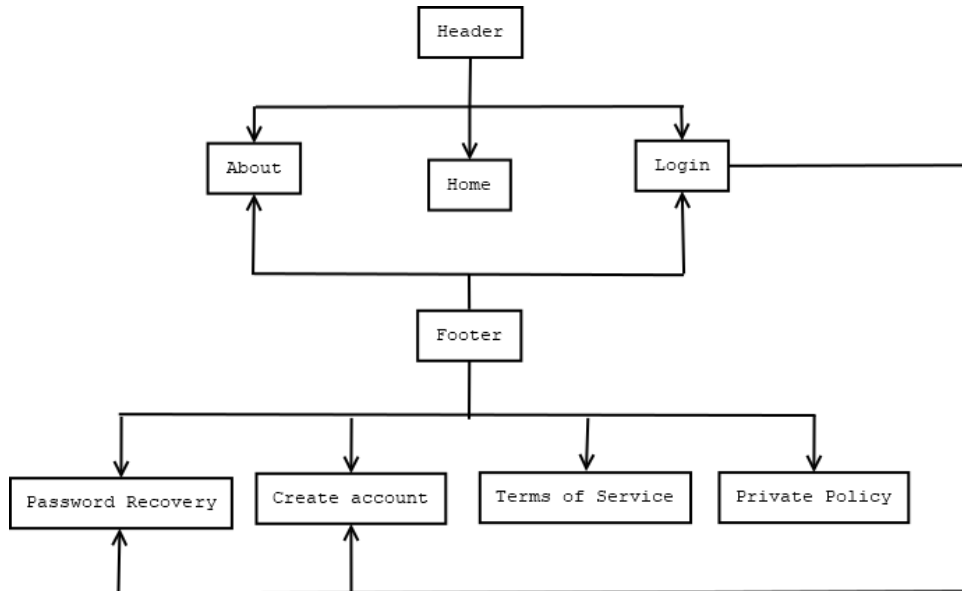 Header
About
Home
Login
Footer
Password Recovery
Create account
Terms of Service
Private Policy